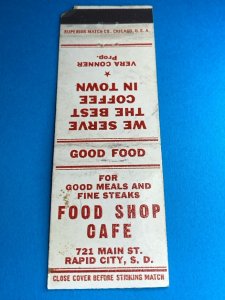 SUPERIOR MATCH CO. CHICAGO, U. S. A.
WE SERVE
THE BEST
COFFEE
IN TOWN
★
VERA CONNER
Prop.
GOOD FOOD
FOR
GOOD MEALS AND
FINE STEAKS
FOOD SHOP
CAFE
721 MAIN ST.
RAPID CITY, S. D.
CLOSE COVER BEFORE STRIKING MATCH